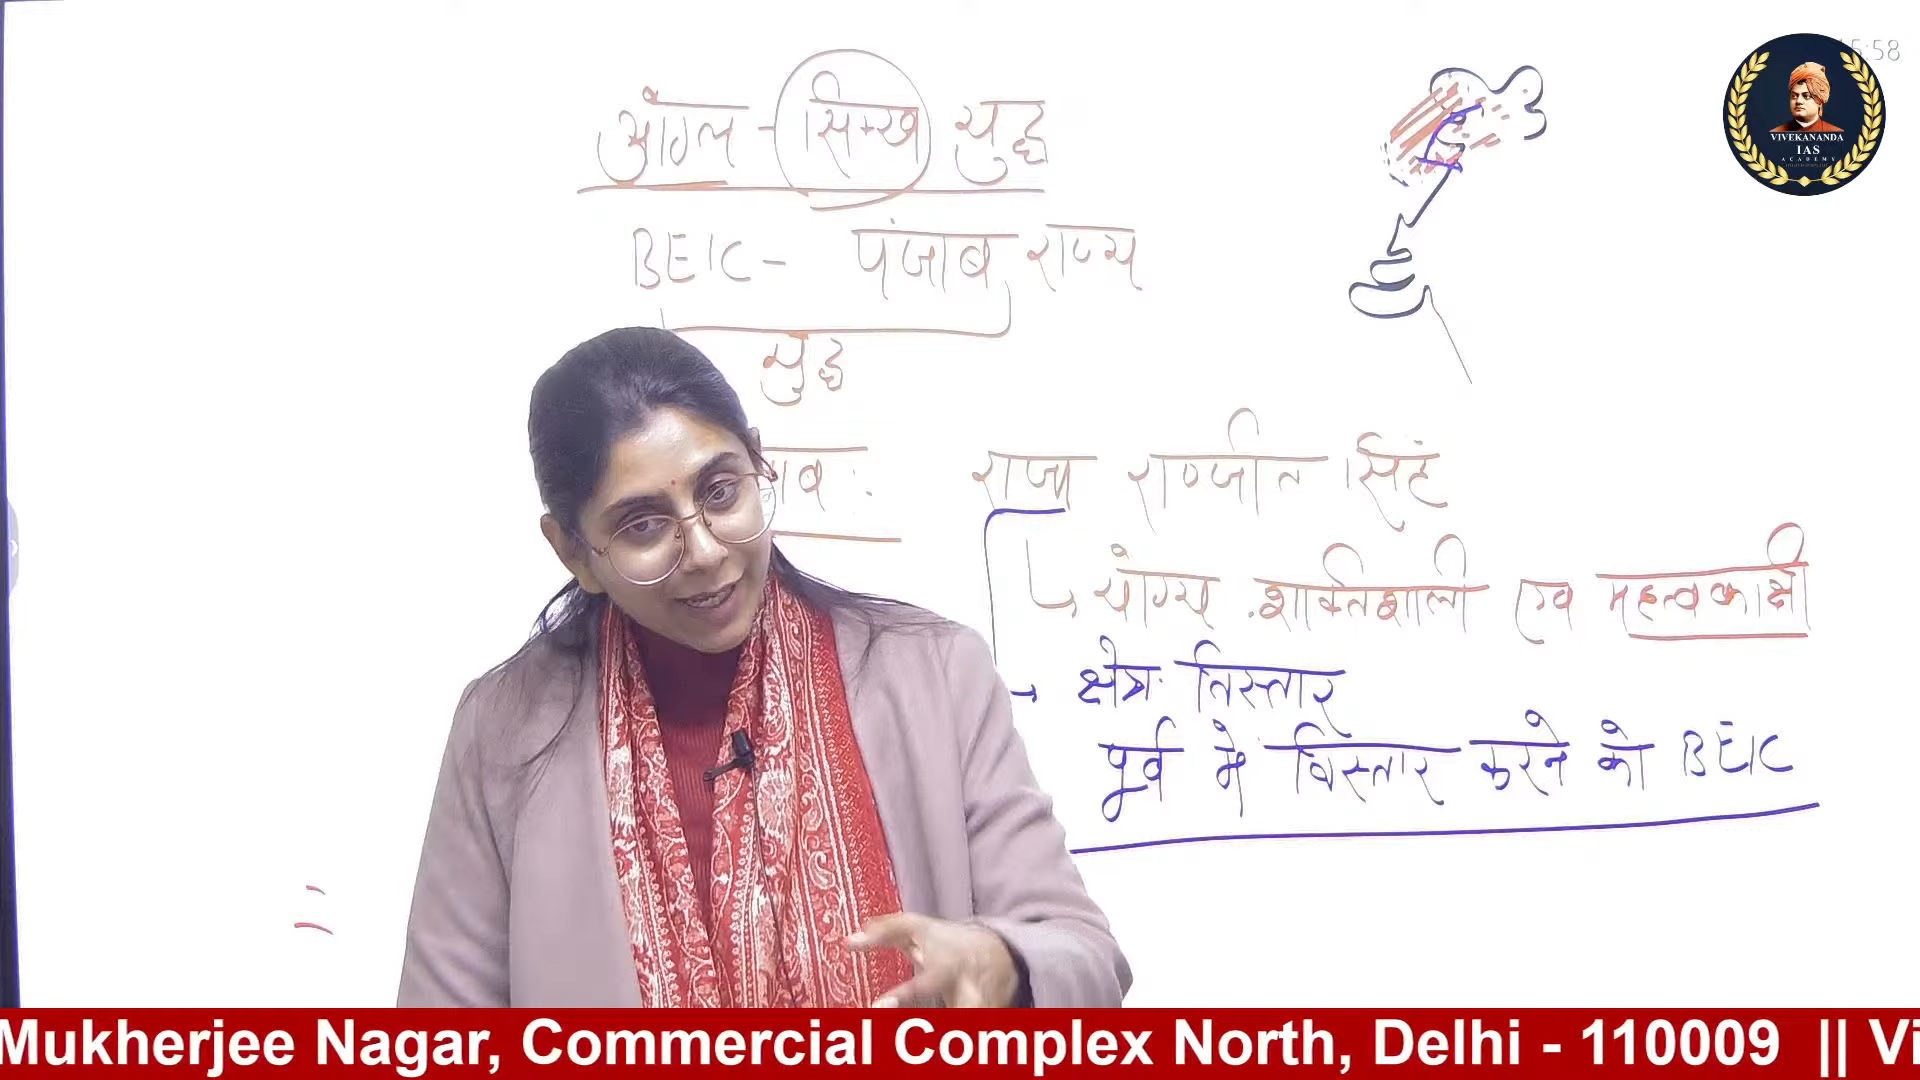 आंग्ल - सिक्ख युद्ध
BEIC - पंजाब राज्य
युद्ध
राजा रणजीत सिंह
योग्य शक्तिशाली एवं महत्वकांक्षी
→ क्षेत्र विस्तार
पूर्व में विस्तार करने को BEIC
VIVEKANANDA
IAS
ACADEMY
Mukherjee Nagar, Commercial Complex North, Delhi - 110009 || Vi